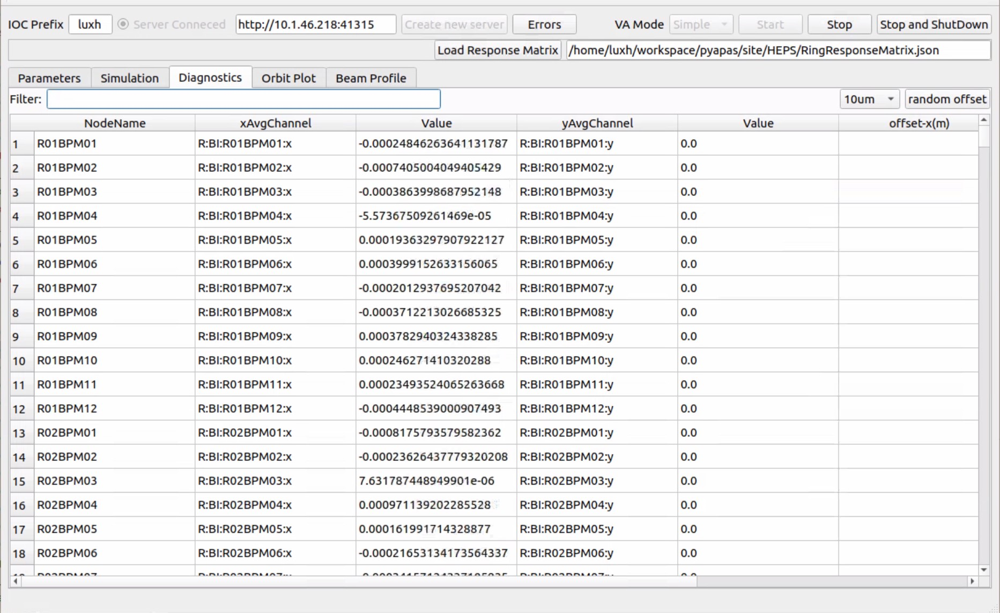 IOC Prefix luxh Server Conneced http://10.1.46.218:41315 Create new server Errors VA Mode Simple Start Stop Stop and ShutDown
Load Response Matrix /home/luxh/workspace/pyapas/site/HEPS/RingResponseMatrix.json
Parameters Simulation Diagnostics Orbit Plot Beam Profile
Filter: 10um random offset
NodeName xAvgChannel Value yAvgChannel Value offset-x(m)
1 R01BPM01 R:BI:R01BPM01:x -0.00024846263641131787 R:BI:R01BPM01:y 0.0
2 R01BPM02 R:BI:R01BPM02:x -0.0007405004049405429 R:BI:R01BPM02:y 0.0
3 R01BPM03 R:BI:R01BPM03:x -0.0003863998687952148 R:BI:R01BPM03:y 0.0
4 R01BPM04 R:BI:R01BPM04:x -5.57367509261469e-05 R:BI:R01BPM04:y 0.0
5 R01BPM05 R:BI:R01BPM05:x 0.00019363297907922127 R:BI:R01BPM05:y 0.0
6 R01BPM06 R:BI:R01BPM06:x 0.0003999152633156065 R:BI:R01BPM06:y 0.0
7 R01BPM07 R:BI:R01BPM07:x -0.0002012937695207042 R:BI:R01BPM07:y 0.0
8 R01BPM08 R:BI:R01BPM08:x -0.0003712213026685325 R:BI:R01BPM08:y 0.0
9 R01BPM09 R:BI:R01BPM09:x 0.0003782940324338285 R:BI:R01BPM09:y 0.0
10 R01BPM10 R:BI:R01BPM10:x 0.000246271410320288 R:BI:R01BPM10:y 0.0
11 R01BPM11 R:BI:R01BPM11:x 0.00023493524065263668 R:BI:R01BPM11:y 0.0
12 R01BPM12 R:BI:R01BPM12:x -0.0004448539000907493 R:BI:R01BPM12:y 0.0
13 R02BPM01 R:BI:R02BPM01:x -0.0008175793579582362 R:BI:R02BPM01:y 0.0
14 R02BPM02 R:BI:R02BPM02:x -0.00023626437779320208 R:BI:R02BPM02:y 0.0
15 R02BPM03 R:BI:R02BPM03:x 7.631787448949901e-06 R:BI:R02BPM03:y 0.0
16 R02BPM04 R:BI:R02BPM04:x 0.000971139202285528 R:BI:R02BPM04:y 0.0
17 R02BPM05 R:BI:R02BPM05:x 0.000161991714328877 R:BI:R02BPM05:y 0.0
18 R02BPM06 R:BI:R02BPM06:x -0.00021653134173564337 R:BI:R02BPM06:y 0.0